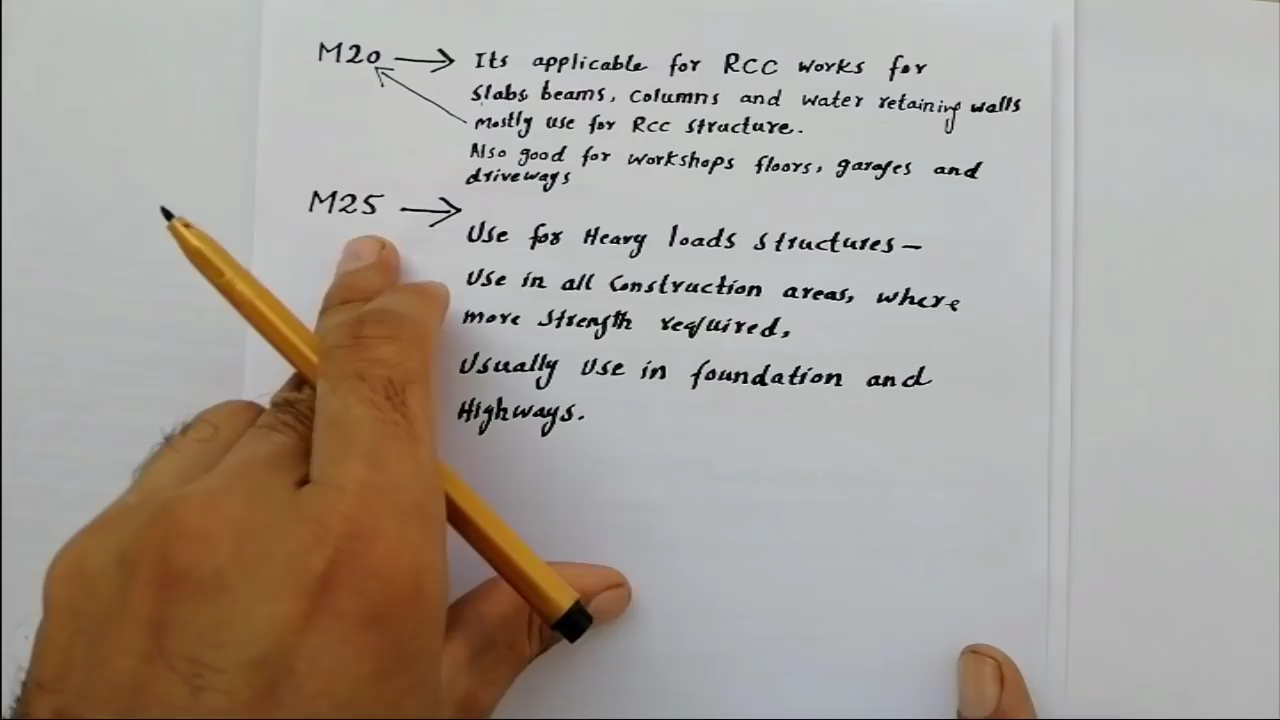 M20 → Its applicable for RCC works for
slabs beams, columns and water retaining walls
mostly use for Rcc structure.
Also good for workshops floors, garages and
driveways
M25 →
Use for Heavy loads structures –
Use in all Construction areas, where
more strength required,
Usually use in foundation and
Highways.